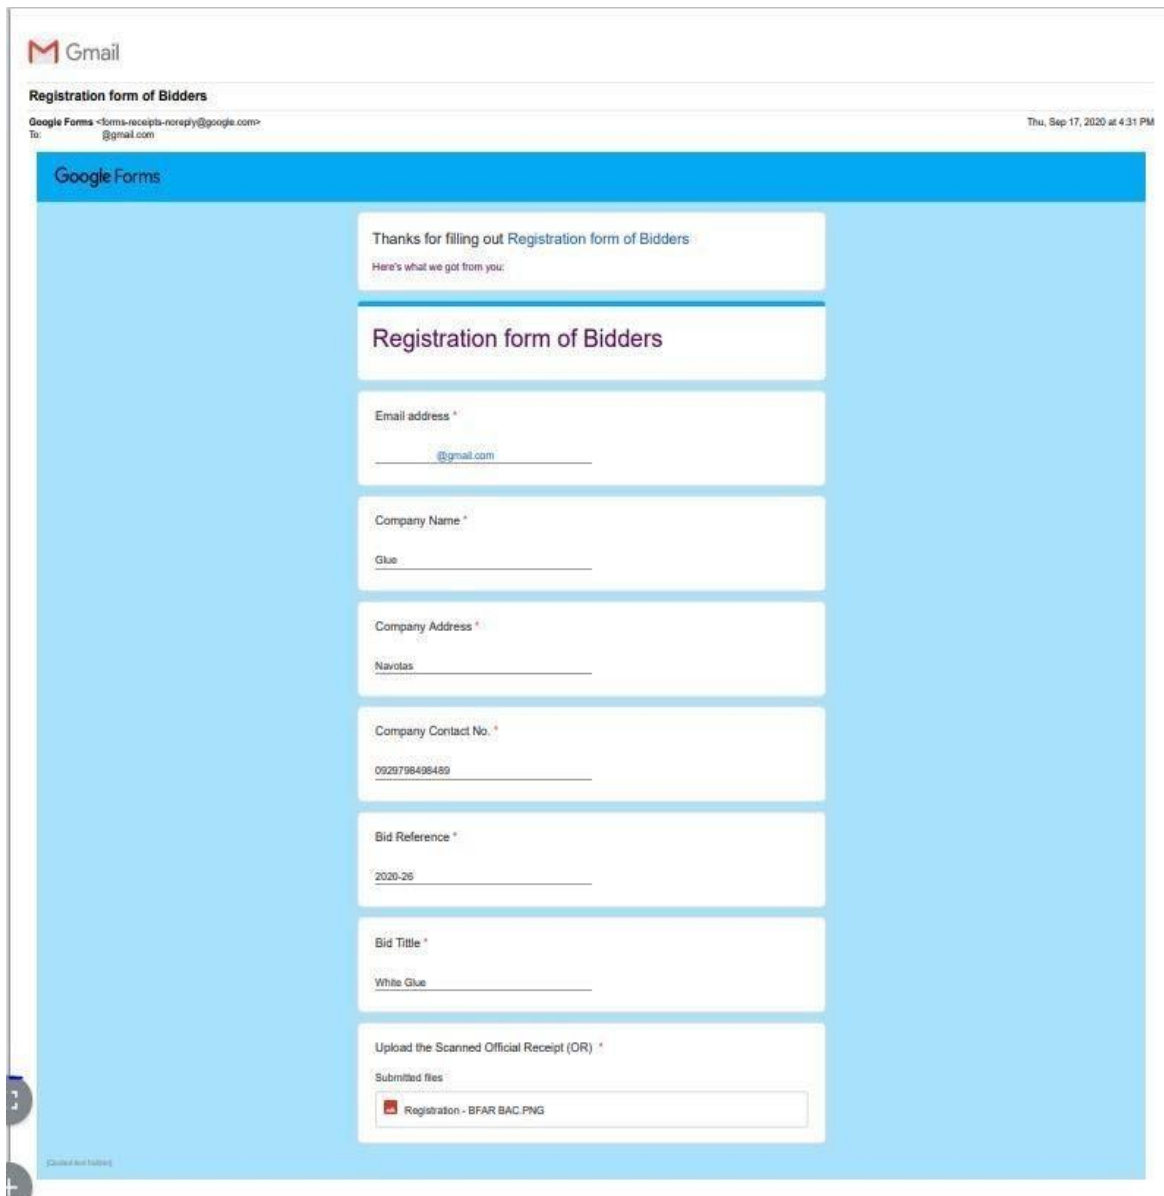 Gmail
Registration form of Bidders
Google Forms <forms-receipts-noreply@google.com>
Thu, Sep 17, 2020 at 4:31 PM
To: @gmail.com
Google Forms
Thanks for filling out Registration form of Bidders
Here's what we got from you:
Registration form of Bidders
Email address *
@gmail.com
Company Name *
Glue
Company Address *
Navotas
Company Contact No. *
0929798498489
Bid Reference *
2020-26
Bid Tittle *
White Glue
Upload the Scanned Official Receipt (OR) *
Submitted files
Registration - BFAR BAC.PNG
[Quoted text hidden]